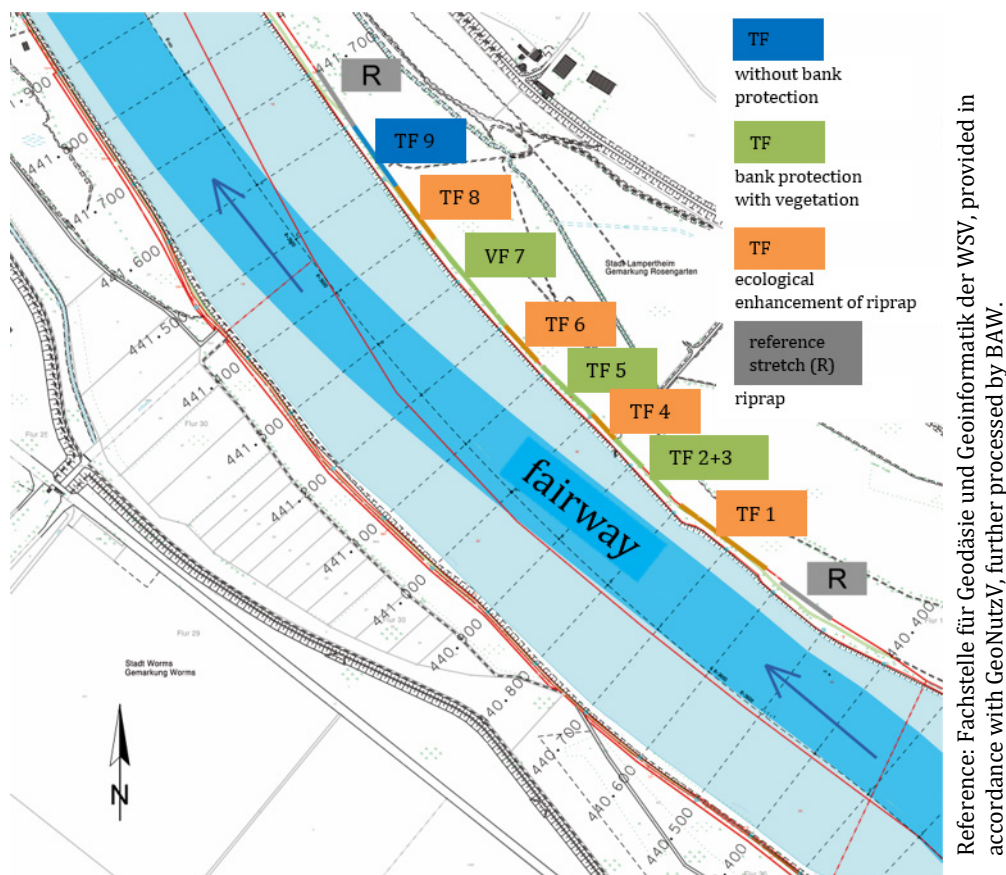 441.700
R
TF 9
TF 8
VF 7
TF 6
TF 5
TF 4
TF 2+3
TF 1
R
fairway
TF
without bank
protection
TF
bank protection
with vegetation
TF
ecological
enhancement of riprap
reference
stretch (R)
riprap
Stadt Lampertheim
Gemarkung Rosengarten
441.800
441.700
441.600
441.500
441.400
441.300
441.200
441.100
441.000
440.900
440.700
440.600
440.500
440.400
Flur 30
Flur 29
Stadt Worms
Gemarkung Worms
N
Reference: Fachstelle für Geodäsie und Geoinformatik der WSV, provided in
accordance with GeoNutzV, further processed by BAW.